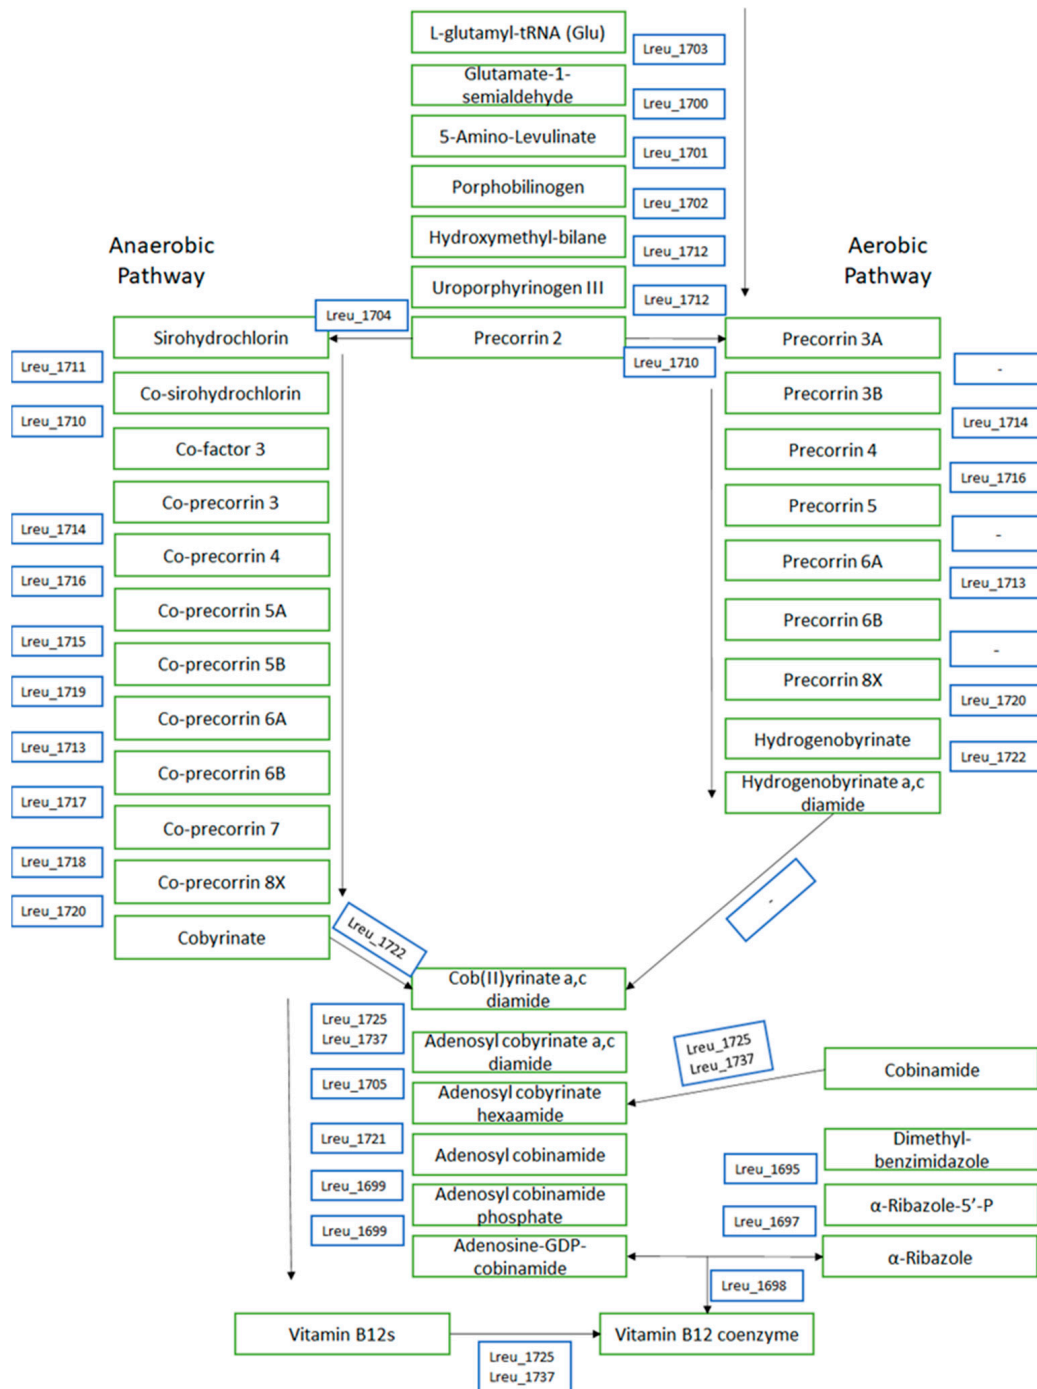 L-glutamyl-tRNA (Glu)
Lreu_1703
Glutamate-1-
semialdehyde
Lreu_1700
5-Amino-Levulinate
Lreu_1701
Porphobilinogen
Lreu_1702
Hydroxymethyl-bilane
Lreu_1712
Uroporphyrinogen III
Lreu_1712
Anaerobic
Pathway
Aerobic
Pathway
Lreu_1704
Sirohydrochlorin
Precorrin 2
Precorrin 3A
Lreu_1710
Lreu_1711
-
Co-sirohydrochlorin
Precorrin 3B
Lreu_1710
Lreu_1714
Co-factor 3
Precorrin 4
Lreu_1716
Co-precorrin 3
Precorrin 5
Lreu_1714
-
Co-precorrin 4
Precorrin 6A
Lreu_1716
Lreu_1713
Co-precorrin 5A
Precorrin 6B
Lreu_1715
-
Co-precorrin 5B
Precorrin 8X
Lreu_1719
Lreu_1720
Co-precorrin 6A
Hydrogenobyrinate
Lreu_1713
Lreu_1722
Co-precorrin 6B
Hydrogenobyrinate a,c
diamide
Lreu_1717
Co-precorrin 7
Lreu_1718
Co-precorrin 8X
-
Lreu_1720
Cobyrinate
Lreu_1722
Cob(II)yrinate a,c
diamide
Lreu_1725
Lreu_1737
Adenosyl cobyrinate a,c
diamide
Lreu_1725
Lreu_1737
Cobinamide
Lreu_1705
Adenosyl cobyrinate
hexaamide
Lreu_1721
Adenosyl cobinamide
Dimethyl-
benzimidazole
Lreu_1695
Lreu_1699
Adenosyl cobinamide
phosphate
α-Ribazole-5’-P
Lreu_1697
Lreu_1699
Adenosine-GDP-
cobinamide
α-Ribazole
Lreu_1698
Vitamin B12s
Vitamin B12 coenzyme
Lreu_1725
Lreu_1737